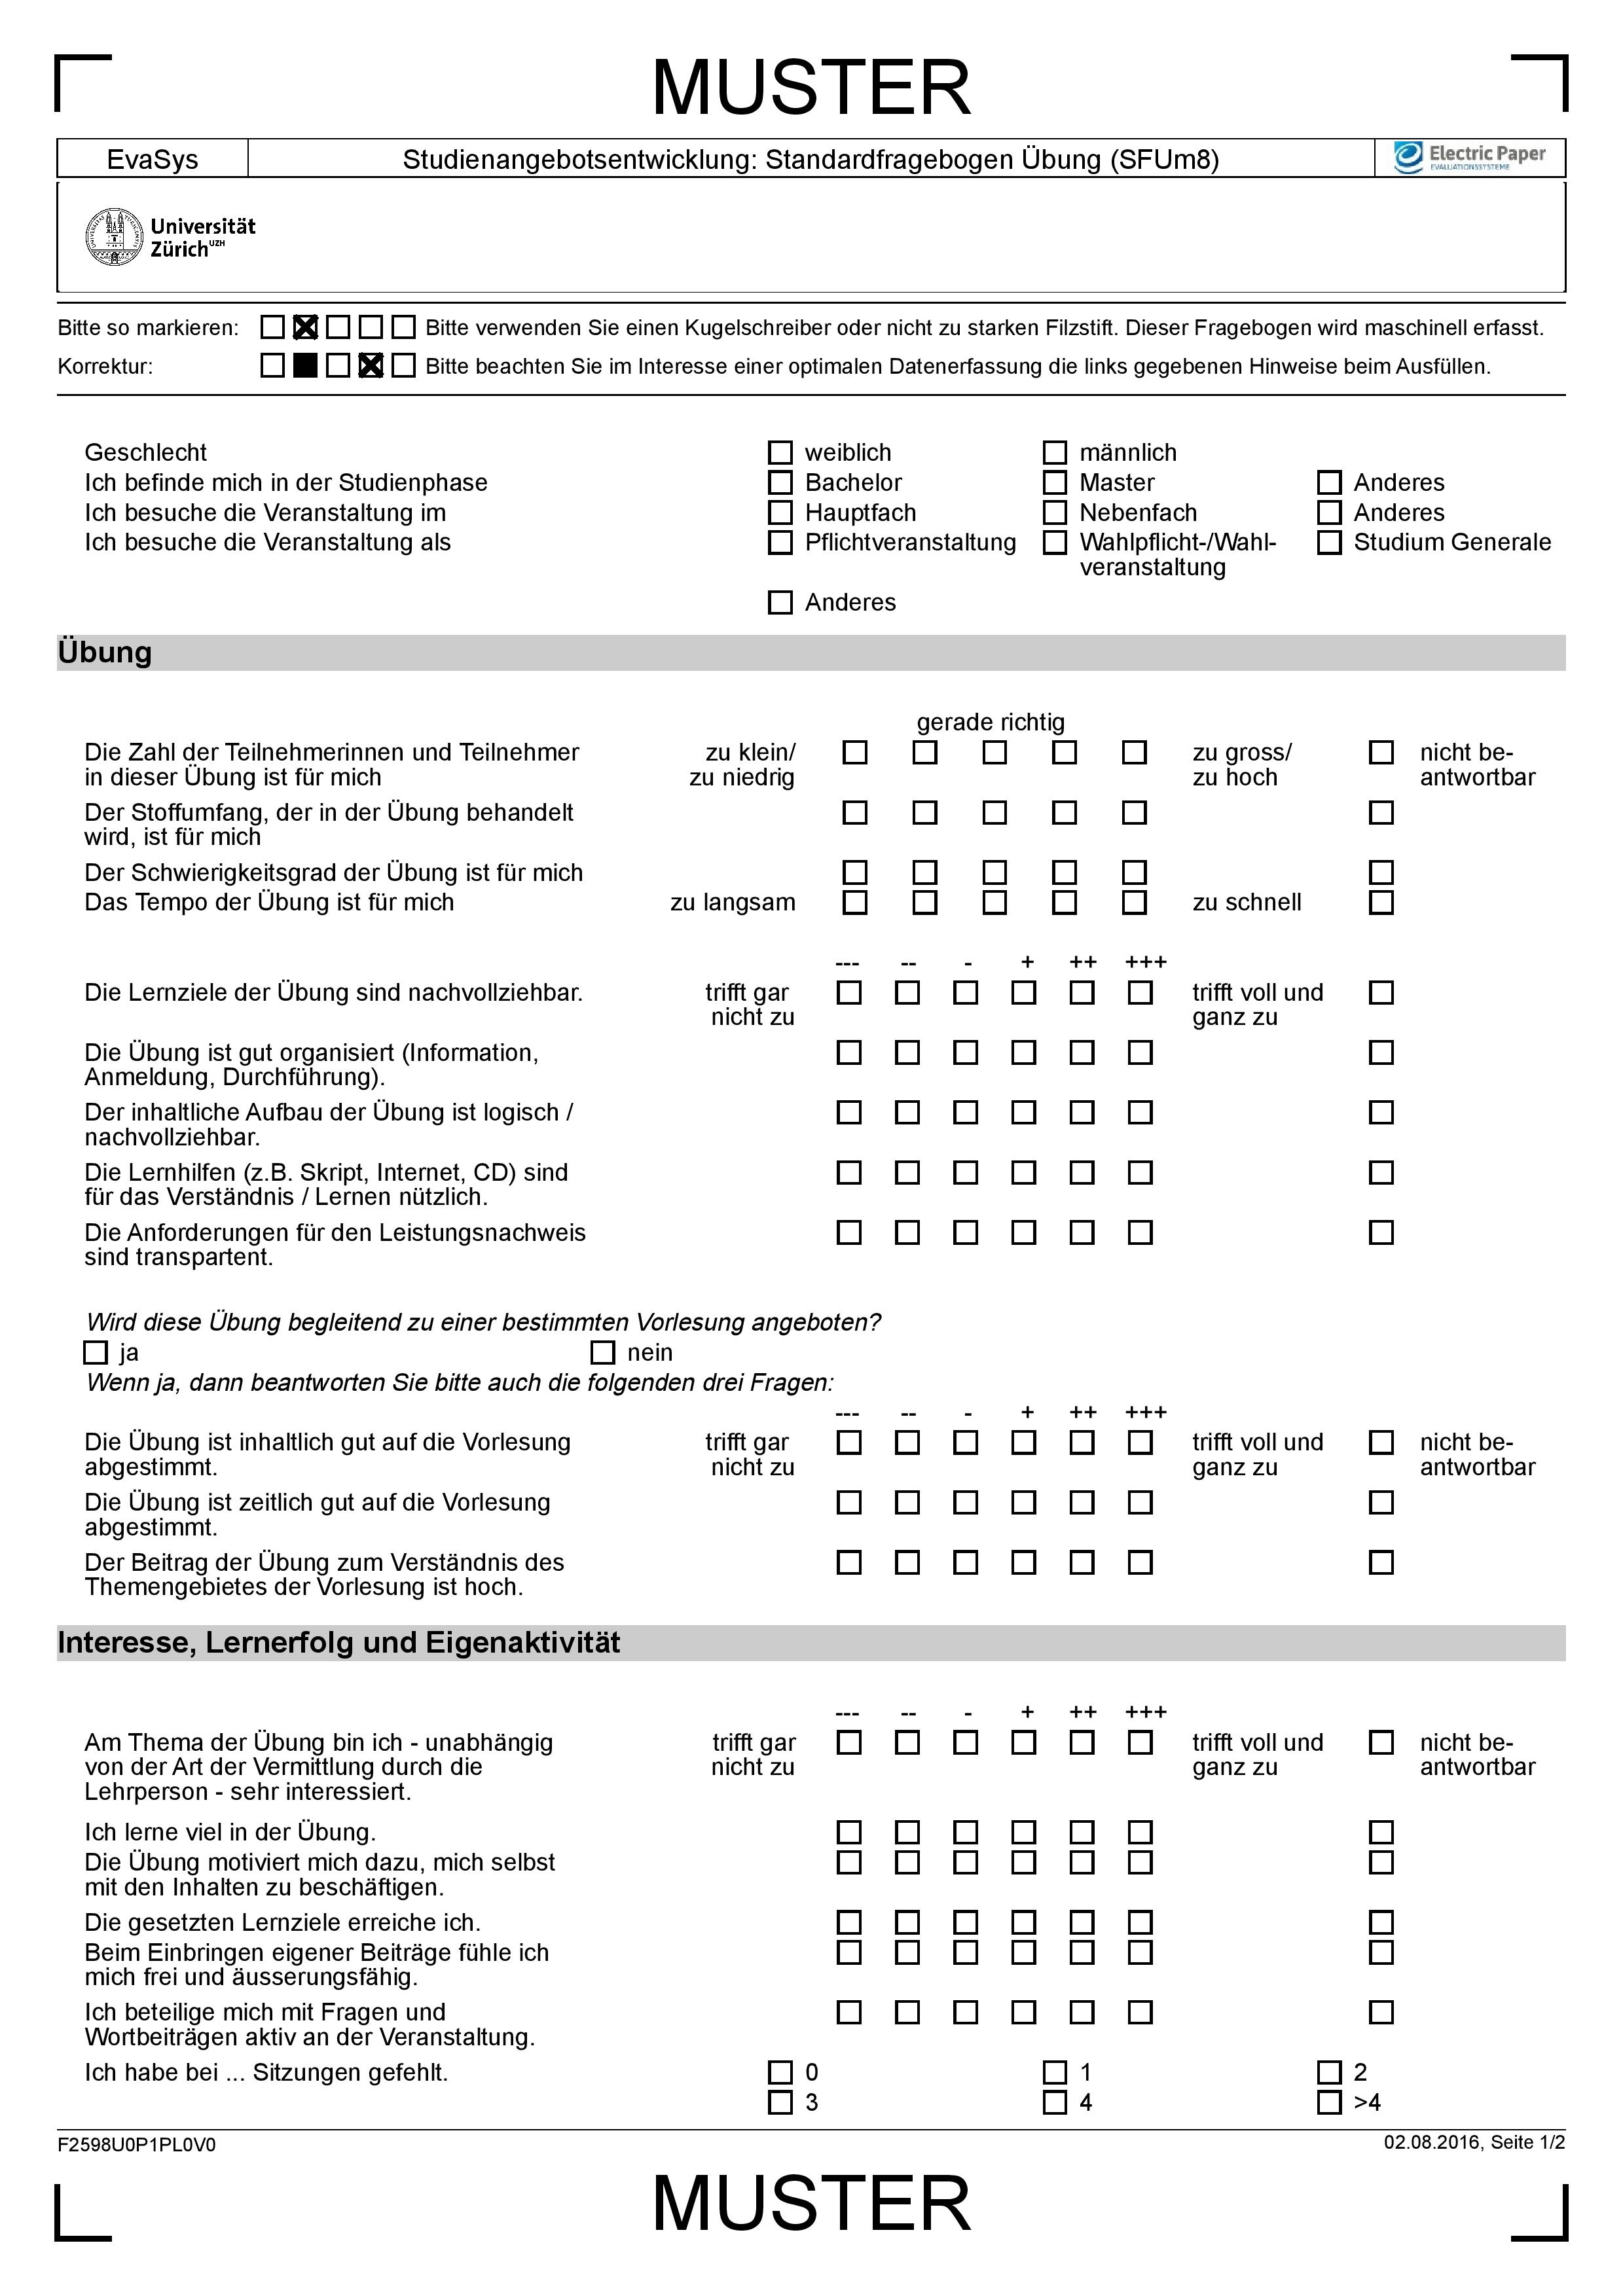 MUSTER
EvaSys Studienangebotsentwicklung: Standardfragebogen Übung (SFUm8) Electric Paper
EVALUATIONSSYSTEME
Universität
Zürich UZH
Bitte so markieren: Bitte verwenden Sie einen Kugelschreiber oder nicht zu starken Filzstift. Dieser Fragebogen wird maschinell erfasst.
Korrektur: Bitte beachten Sie im Interesse einer optimalen Datenerfassung die links gegebenen Hinweise beim Ausfüllen.
Geschlecht weiblich männlich
Ich befinde mich in der Studienphase Bachelor Master Anderes
Ich besuche die Veranstaltung im Hauptfach Nebenfach Anderes
Ich besuche die Veranstaltung als Pflichtveranstaltung Wahlpflicht-/Wahl- Studium Generale
veranstaltung
Anderes
Übung
gerade richtig
Die Zahl der Teilnehmerinnen und Teilnehmer zu klein/ zu gross/ nicht be-
in dieser Übung ist für mich zu niedrig zu hoch antwortbar
Der Stoffumfang, der in der Übung behandelt
wird, ist für mich
Der Schwierigkeitsgrad der Übung ist für mich
Das Tempo der Übung ist für mich zu langsam zu schnell
--- -- - + ++ +++
Die Lernziele der Übung sind nachvollziehbar. trifft gar trifft voll und
nicht zu ganz zu
Die Übung ist gut organisiert (Information,
Anmeldung, Durchführung).
Der inhaltliche Aufbau der Übung ist logisch /
nachvollziehbar.
Die Lernhilfen (z.B. Skript, Internet, CD) sind
für das Verständnis / Lernen nützlich.
Die Anforderungen für den Leistungsnachweis
sind transpartent.
Wird diese Übung begleitend zu einer bestimmten Vorlesung angeboten?
ja nein
Wenn ja, dann beantworten Sie bitte auch die folgenden drei Fragen:
--- -- - + ++ +++
Die Übung ist inhaltlich gut auf die Vorlesung trifft gar trifft voll und nicht be-
abgestimmt. nicht zu ganz zu antwortbar
Die Übung ist zeitlich gut auf die Vorlesung
abgestimmt.
Der Beitrag der Übung zum Verständnis des
Themengebietes der Vorlesung ist hoch.
Interesse, Lernerfolg und Eigenaktivität
--- -- - + ++ +++
Am Thema der Übung bin ich - unabhängig trifft gar trifft voll und nicht be-
von der Art der Vermittlung durch die nicht zu ganz zu antwortbar
Lehrperson - sehr interessiert.
Ich lerne viel in der Übung.
Die Übung motiviert mich dazu, mich selbst
mit den Inhalten zu beschäftigen.
Die gesetzten Lernziele erreiche ich.
Beim Einbringen eigener Beiträge fühle ich
mich frei und äusserungsfähig.
Ich beteilige mich mit Fragen und
Wortbeiträgen aktiv an der Veranstaltung.
Ich habe bei ... Sitzungen gefehlt. 0 1 2
3 4 >4
F2598U0P1PL0V0 02.08.2016, Seite 1/2
MUSTER